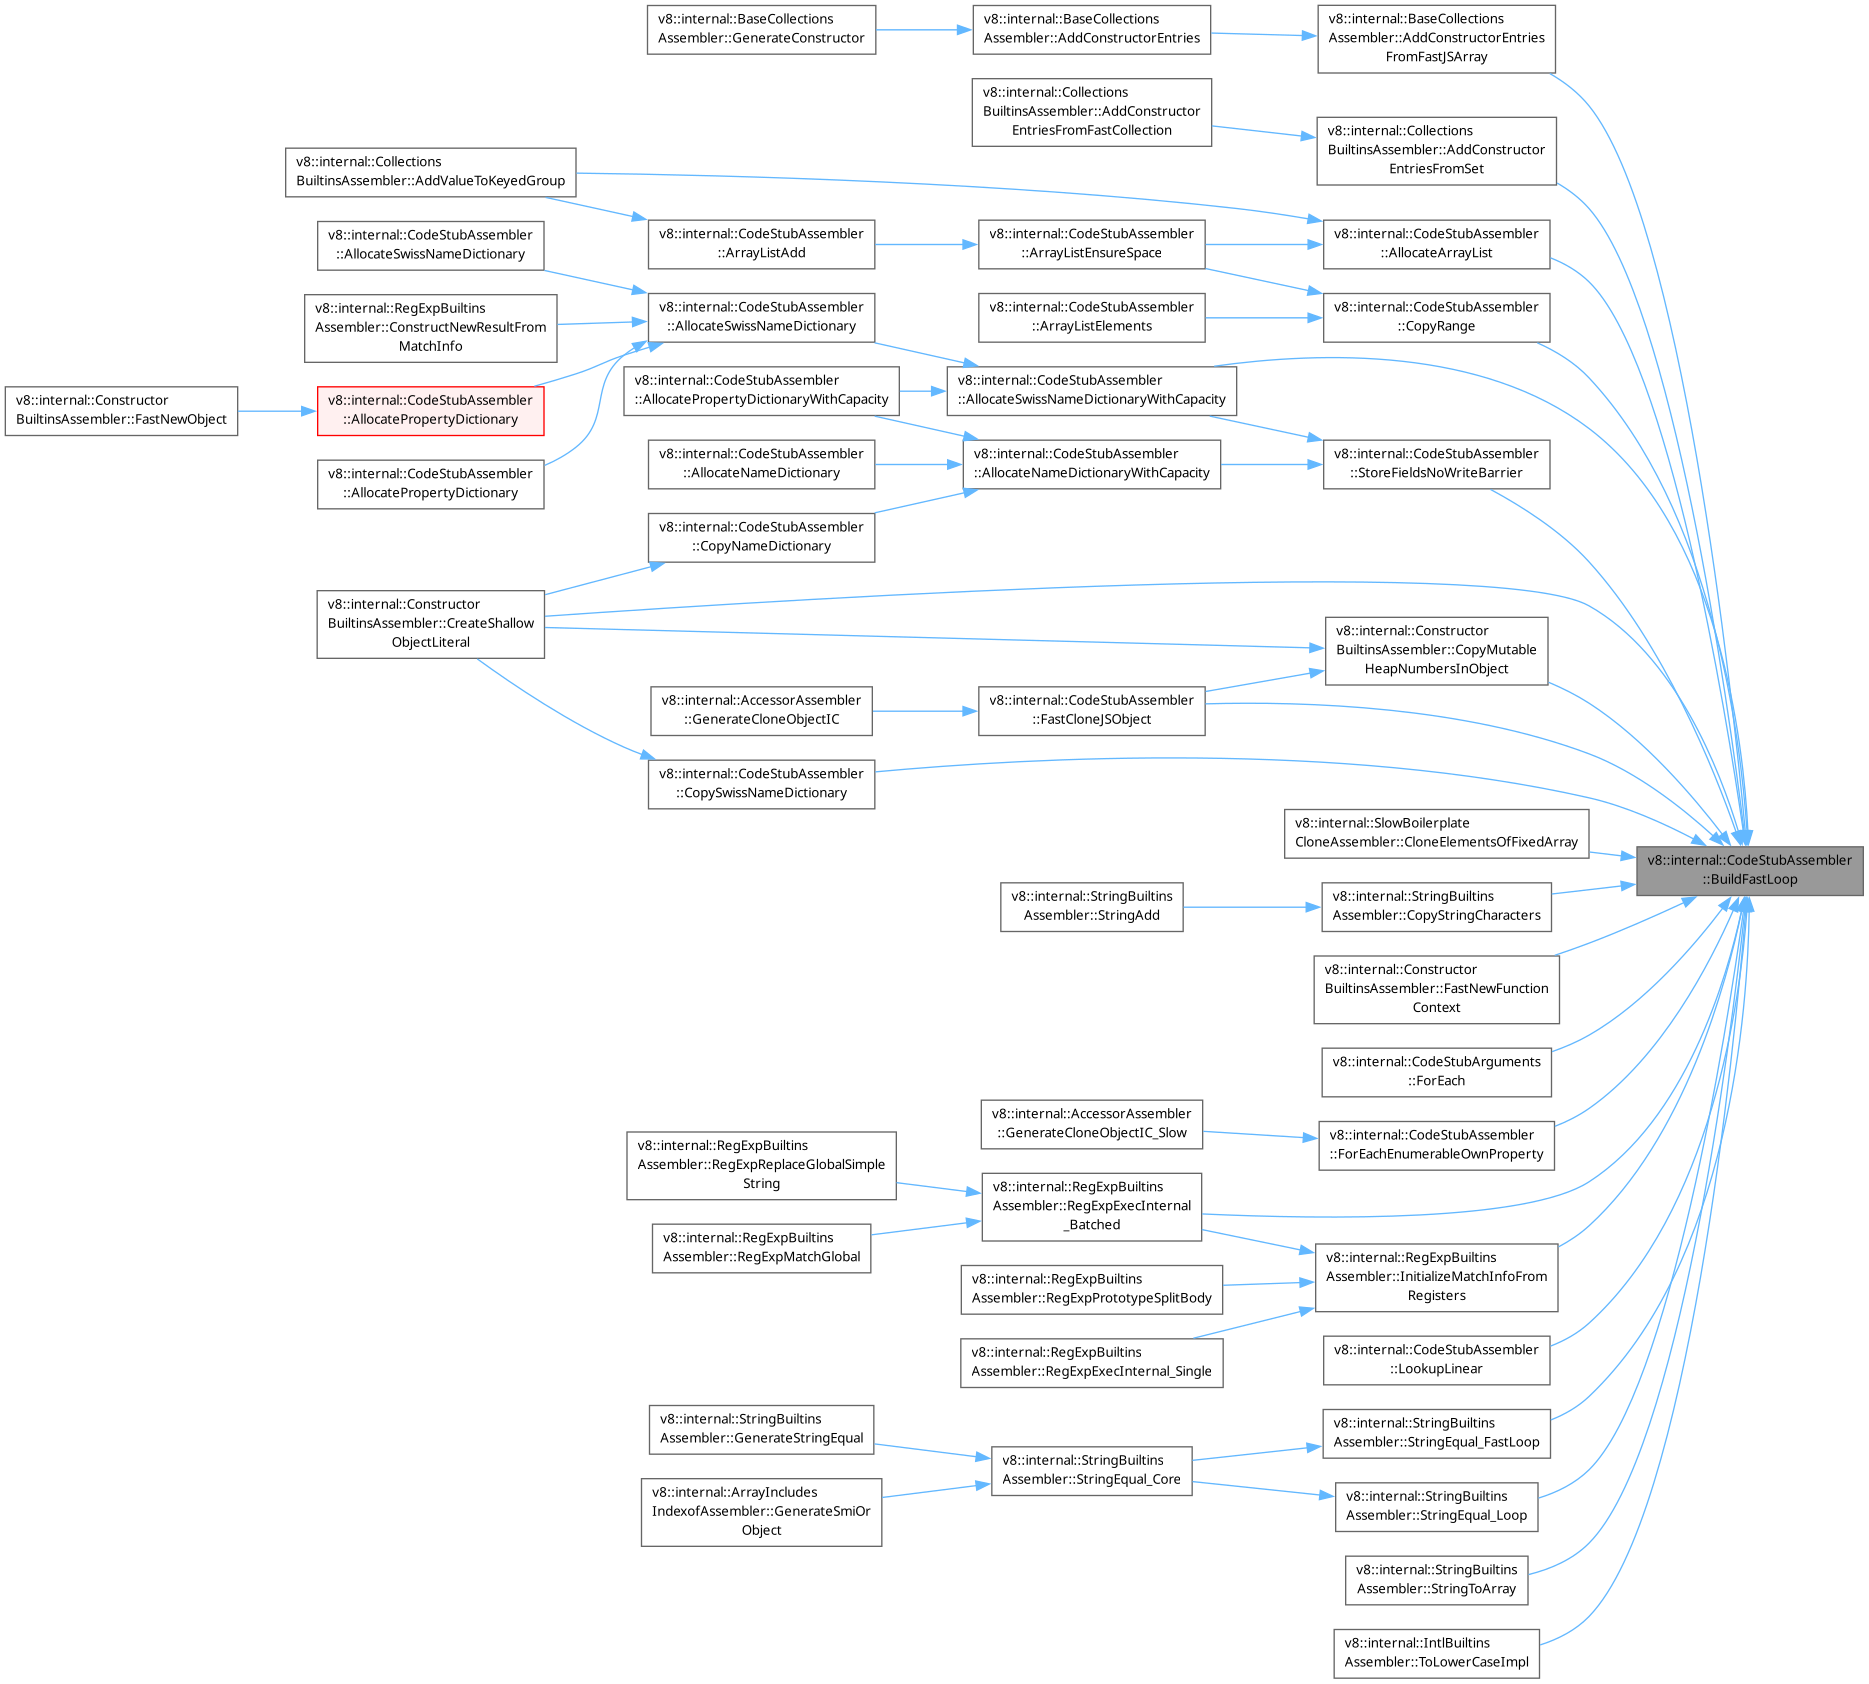 v8::internal::BaseCollections
Assembler::GenerateConstructor
v8::internal::BaseCollections
Assembler::AddConstructorEntries
v8::internal::BaseCollections
Assembler::AddConstructorEntries
FromFastJSArray
v8::internal::Collections
BuiltinsAssembler::AddConstructor
EntriesFromFastCollection
v8::internal::Collections
BuiltinsAssembler::AddConstructor
EntriesFromSet
v8::internal::Collections
BuiltinsAssembler::AddValueToKeyedGroup
v8::internal::CodeStubAssembler
::AllocateSwissNameDictionary
v8::internal::CodeStubAssembler
::ArrayListAdd
v8::internal::CodeStubAssembler
::ArrayListEnsureSpace
v8::internal::CodeStubAssembler
::AllocateArrayList
v8::internal::RegExpBuiltins
Assembler::ConstructNewResultFrom
MatchInfo
v8::internal::CodeStubAssembler
::AllocateSwissNameDictionary
v8::internal::CodeStubAssembler
::ArrayListElements
v8::internal::CodeStubAssembler
::CopyRange
v8::internal::Constructor
BuiltinsAssembler::FastNewObject
v8::internal::CodeStubAssembler
::AllocatePropertyDictionary
v8::internal::CodeStubAssembler
::AllocatePropertyDictionaryWithCapacity
v8::internal::CodeStubAssembler
::AllocateSwissNameDictionaryWithCapacity
v8::internal::CodeStubAssembler
::AllocatePropertyDictionary
v8::internal::CodeStubAssembler
::AllocateNameDictionary
v8::internal::CodeStubAssembler
::AllocateNameDictionaryWithCapacity
v8::internal::CodeStubAssembler
::StoreFieldsNoWriteBarrier
v8::internal::CodeStubAssembler
::CopyNameDictionary
v8::internal::Constructor
BuiltinsAssembler::CreateShallow
ObjectLiteral
v8::internal::Constructor
BuiltinsAssembler::CopyMutable
HeapNumbersInObject
v8::internal::AccessorAssembler
::GenerateCloneObjectIC
v8::internal::CodeStubAssembler
::FastCloneJSObject
v8::internal::CodeStubAssembler
::CopySwissNameDictionary
v8::internal::SlowBoilerplate
CloneAssembler::CloneElementsOfFixedArray
v8::internal::CodeStubAssembler
::BuildFastLoop
v8::internal::StringBuiltins
Assembler::StringAdd
v8::internal::StringBuiltins
Assembler::CopyStringCharacters
v8::internal::Constructor
BuiltinsAssembler::FastNewFunction
Context
v8::internal::CodeStubArguments
::ForEach
v8::internal::AccessorAssembler
::GenerateCloneObjectIC_Slow
v8::internal::CodeStubAssembler
::ForEachEnumerableOwnProperty
v8::internal::RegExpBuiltins
Assembler::RegExpReplaceGlobalSimple
String
v8::internal::RegExpBuiltins
Assembler::RegExpExecInternal
_Batched
v8::internal::RegExpBuiltins
Assembler::RegExpMatchGlobal
v8::internal::RegExpBuiltins
Assembler::RegExpPrototypeSplitBody
v8::internal::RegExpBuiltins
Assembler::InitializeMatchInfoFrom
Registers
v8::internal::RegExpBuiltins
Assembler::RegExpExecInternal_Single
v8::internal::CodeStubAssembler
::LookupLinear
v8::internal::StringBuiltins
Assembler::GenerateStringEqual
v8::internal::StringBuiltins
Assembler::StringEqual_Core
v8::internal::StringBuiltins
Assembler::StringEqual_FastLoop
v8::internal::ArrayIncludes
IndexofAssembler::GenerateSmiOr
Object
v8::internal::StringBuiltins
Assembler::StringEqual_Loop
v8::internal::StringBuiltins
Assembler::StringToArray
v8::internal::IntlBuiltins
Assembler::ToLowerCaseImpl